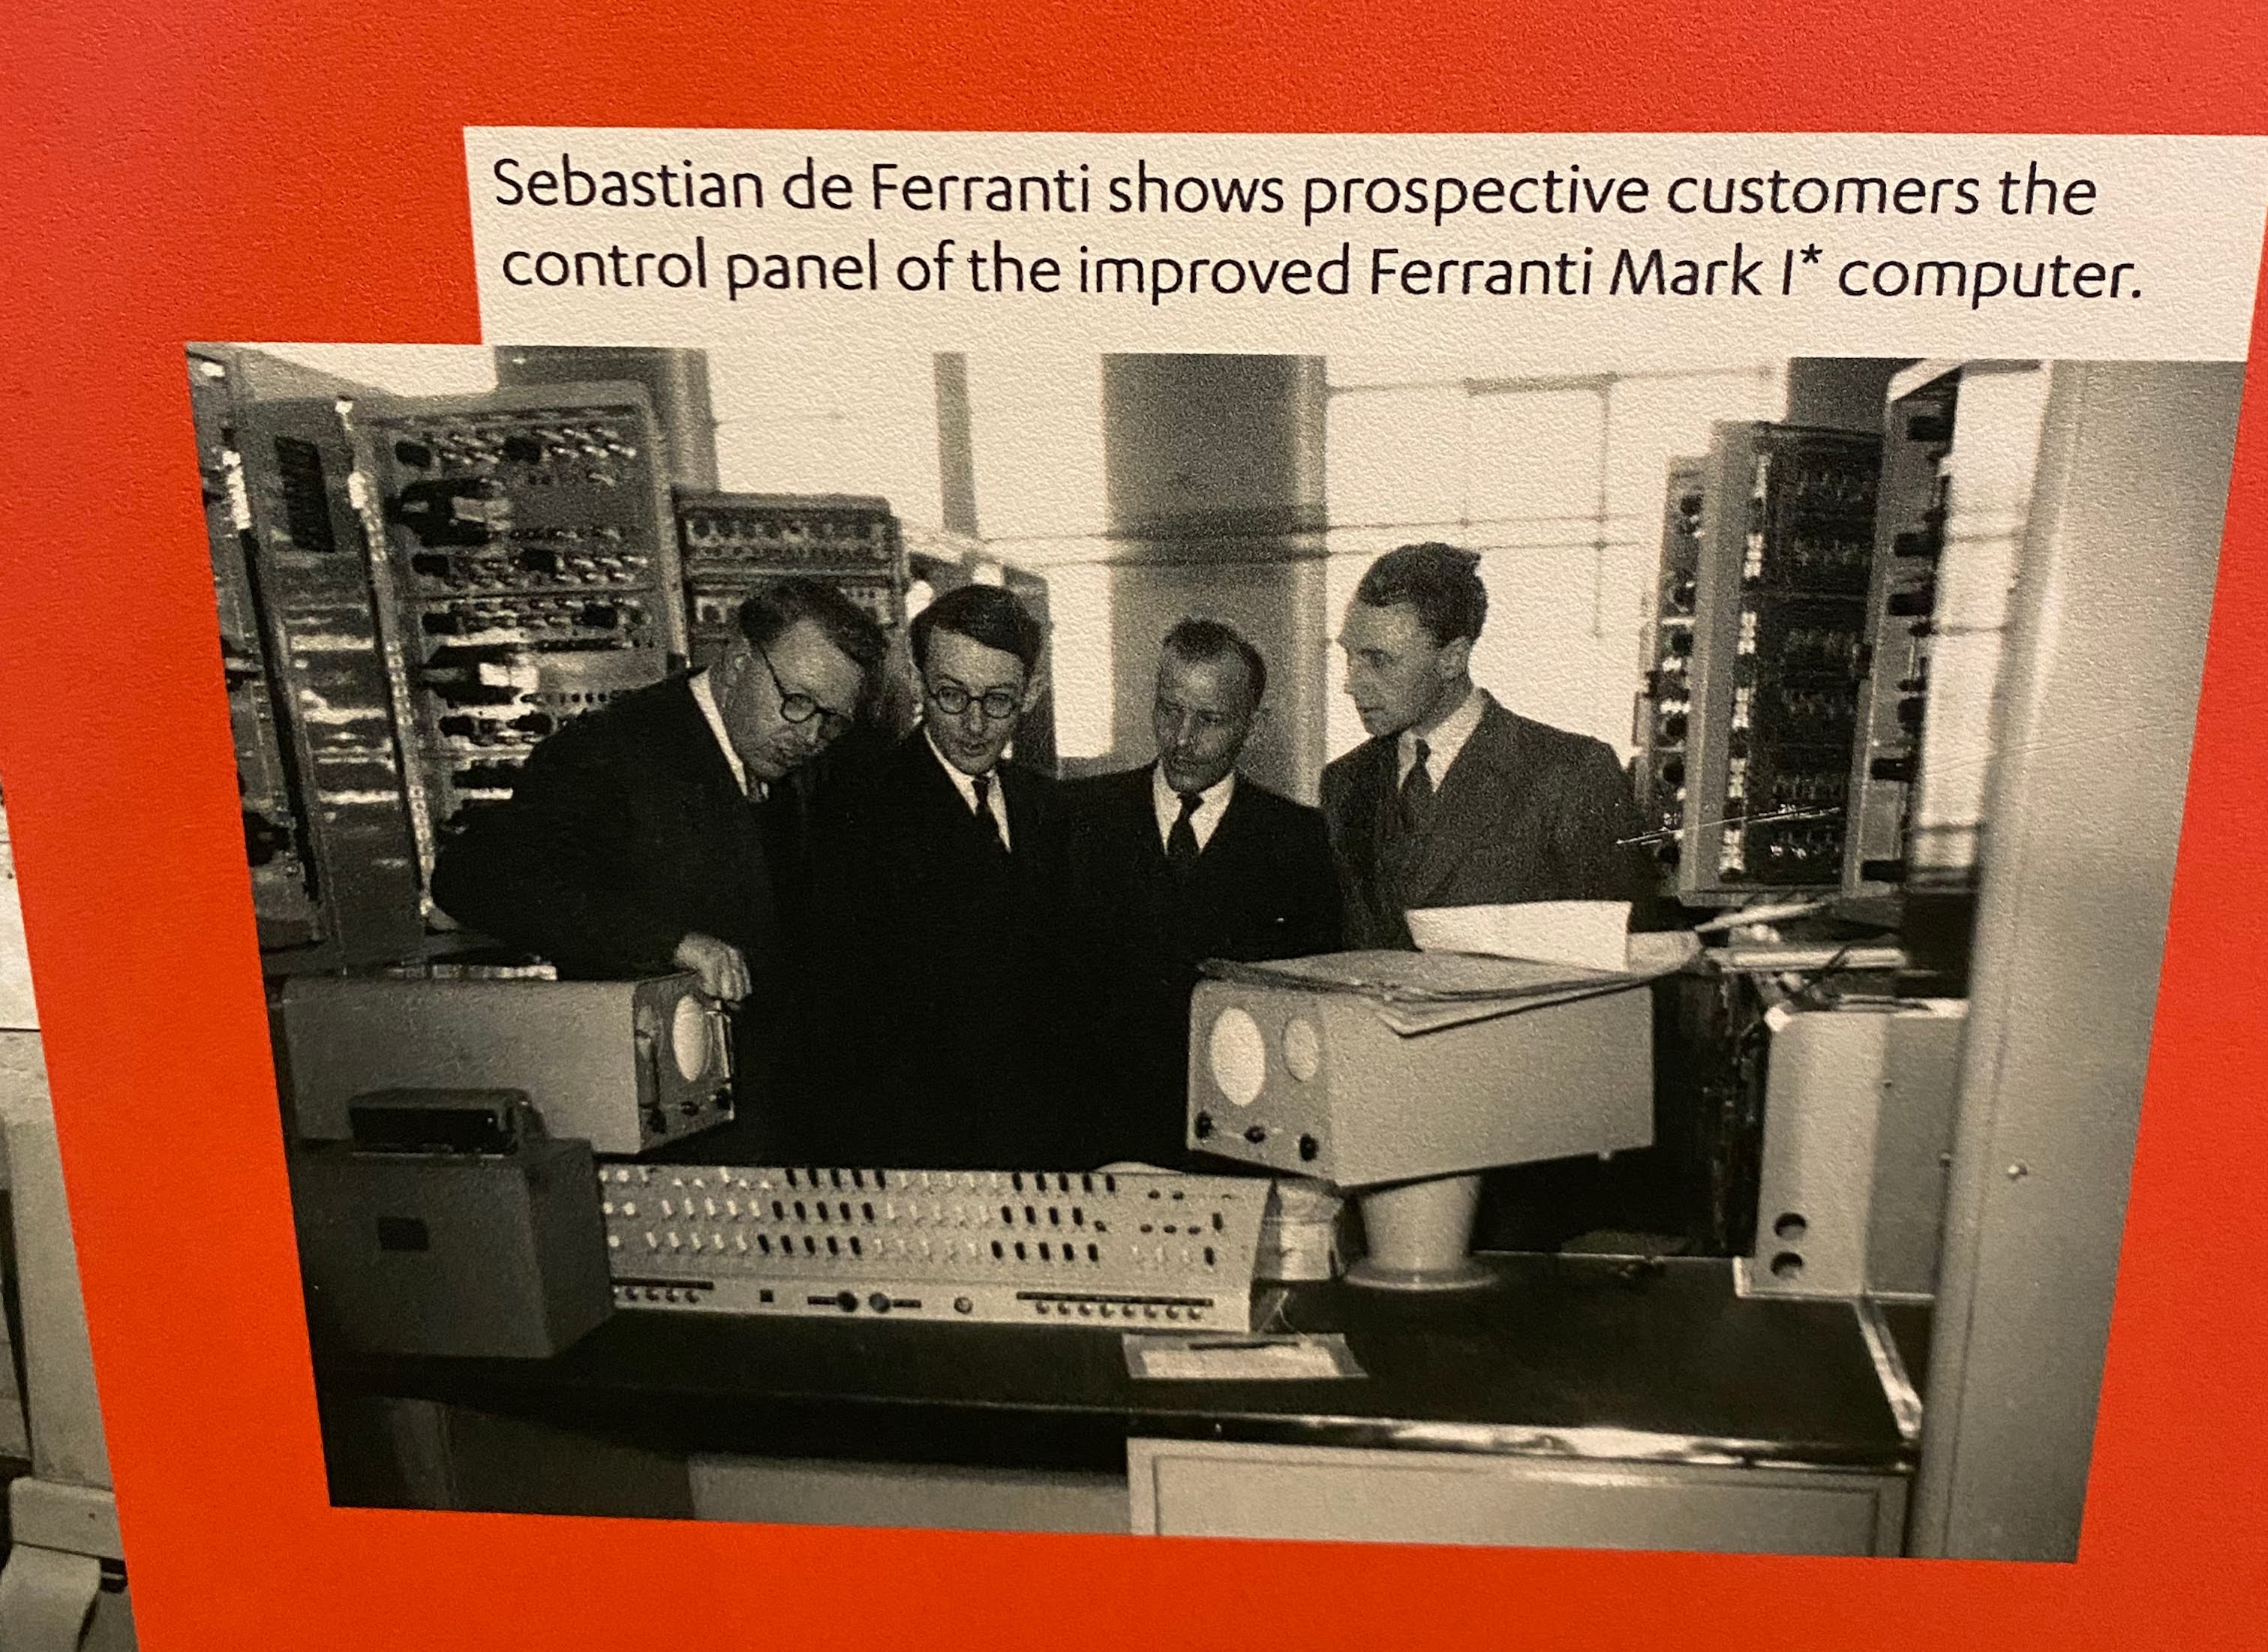 Sebastian de Ferranti shows prospective customers the
control panel of the improved Ferranti Mark I* computer.